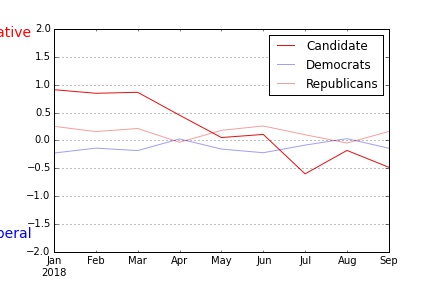 ative
peral
2.0
1.5
1.0
0.5
0.0
−0.5
−1.0
−1.5
−2.0
Candidate
Democrats
Republicans
Jan Feb Mar Apr May Jun Jul Aug Sep
2018